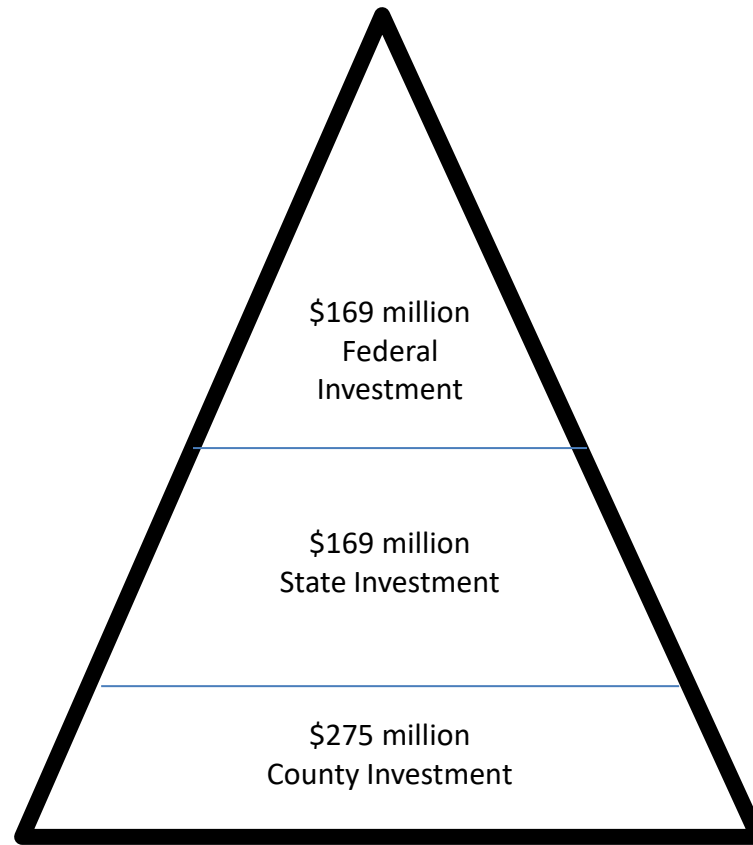 $169 million
Federal
Investment
$169 million
State Investment
$275 million
County Investment